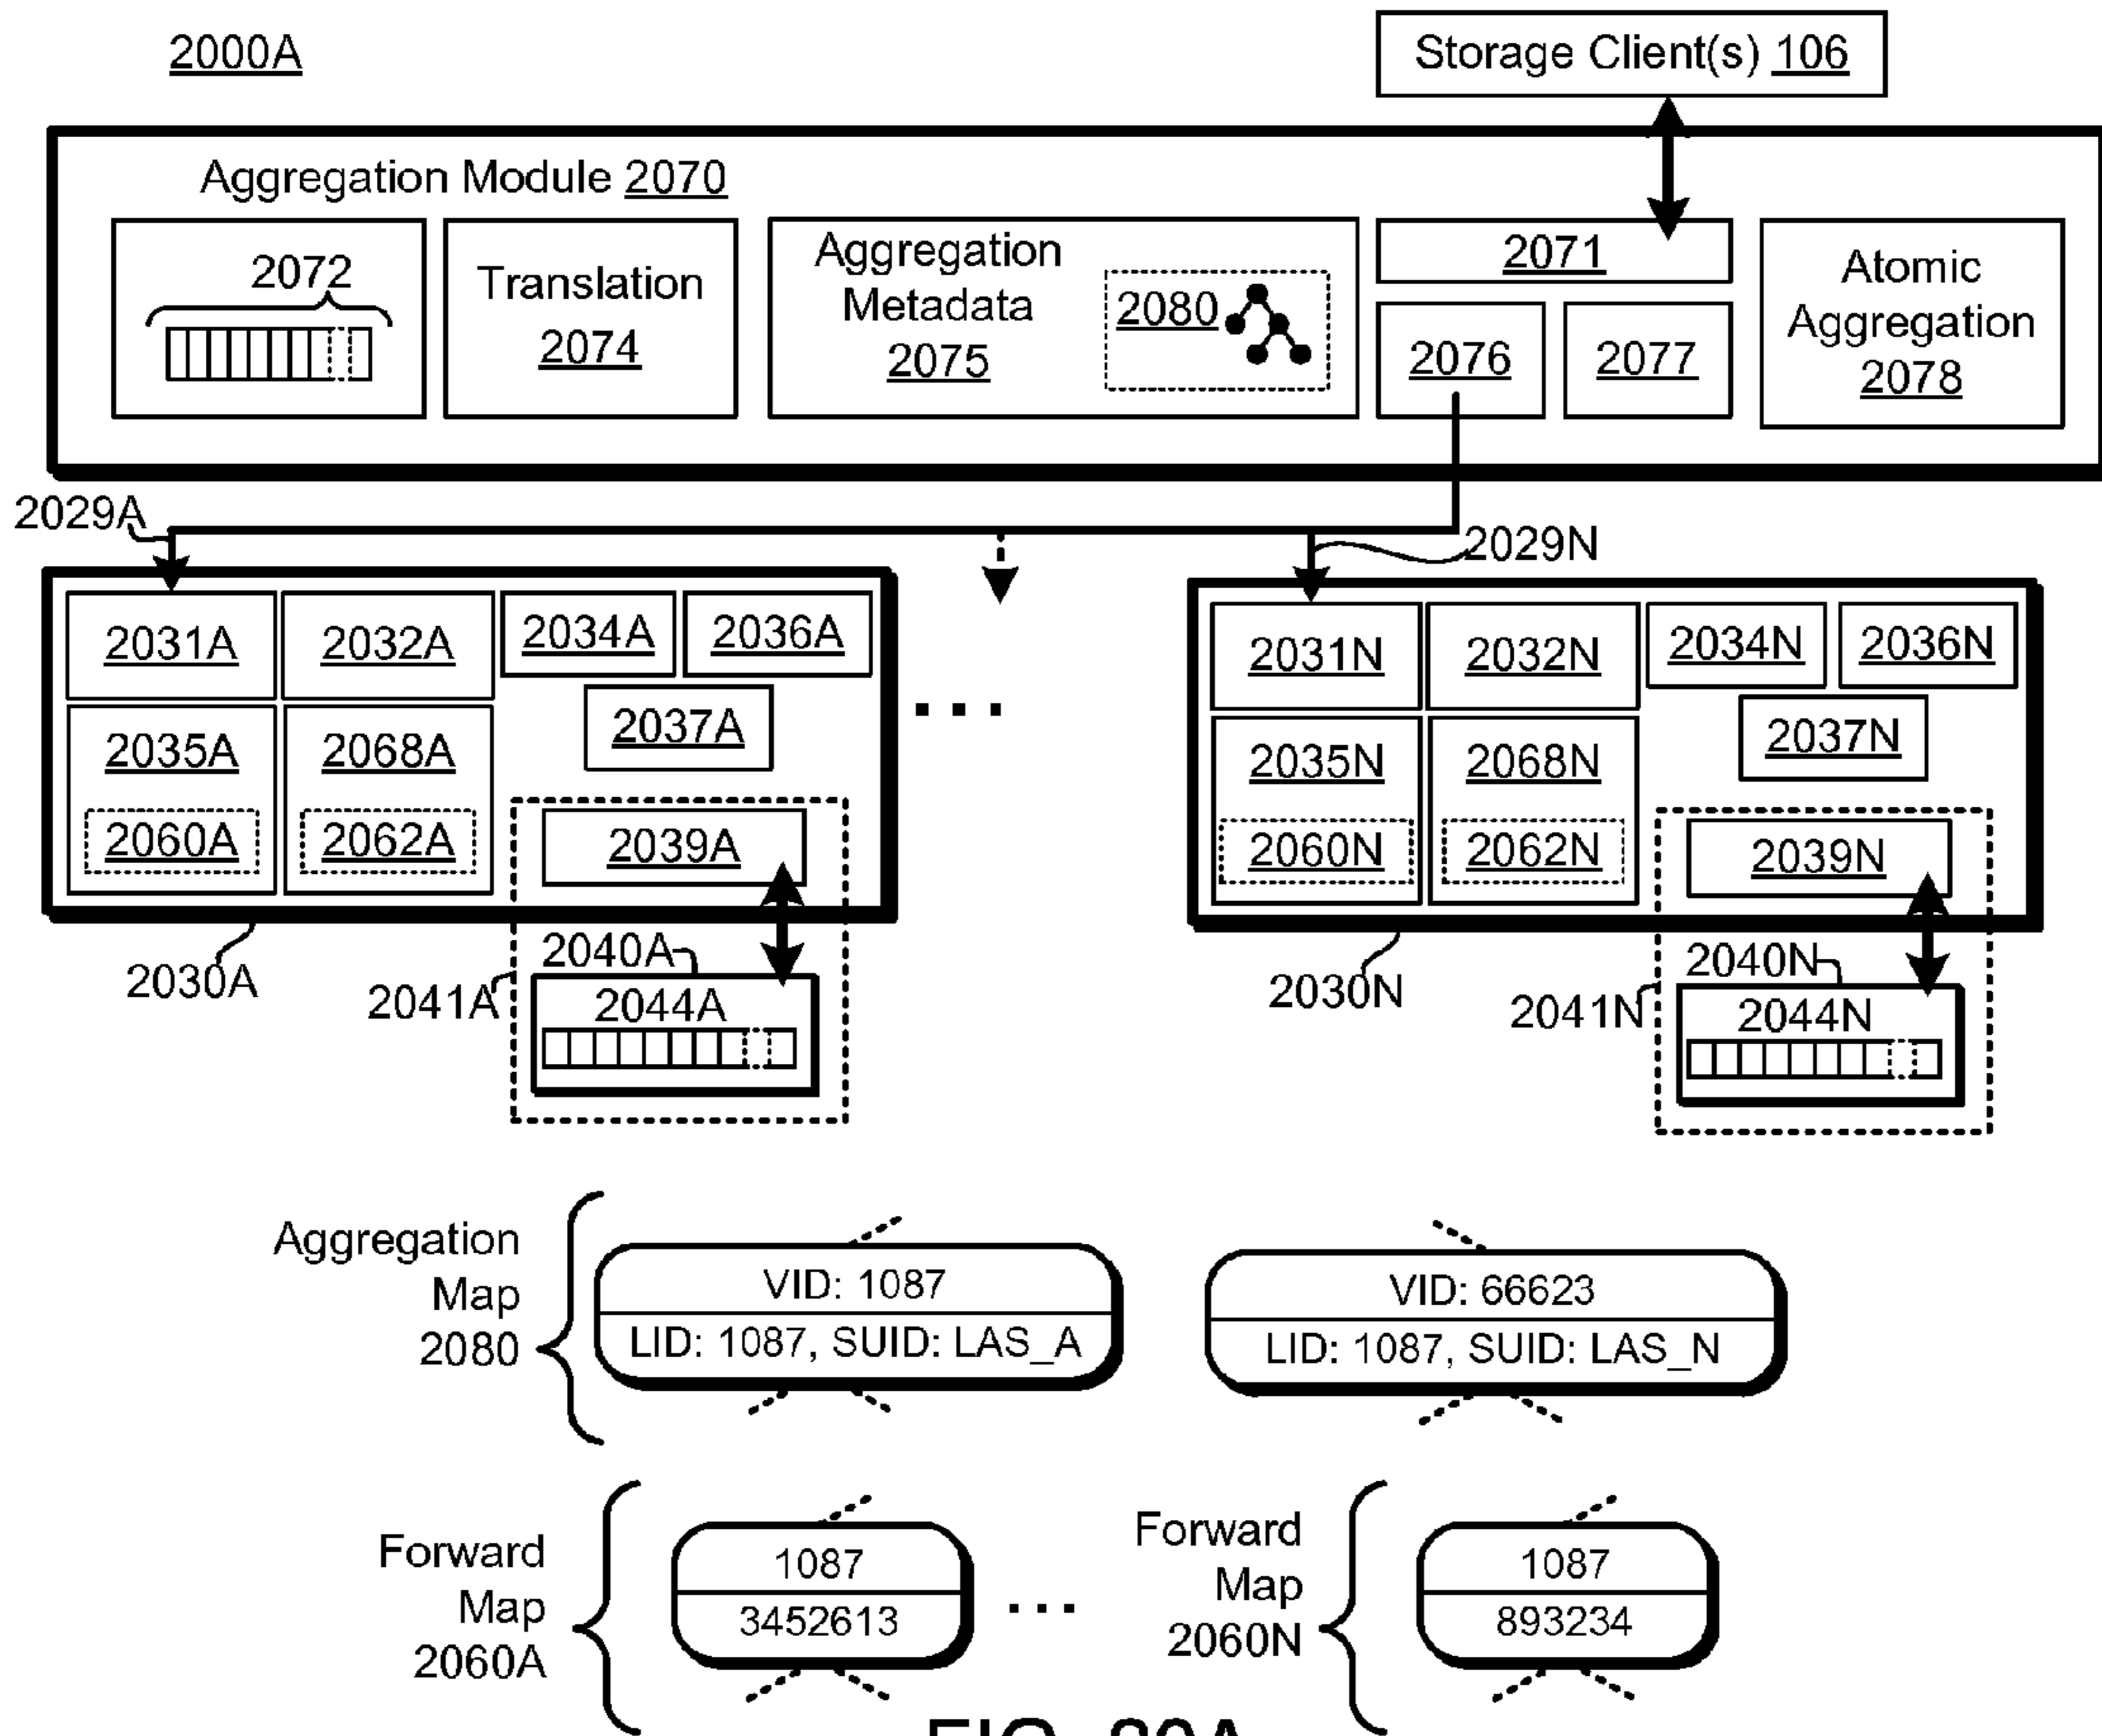 2000A
Storage Client(s) 106
Aggregation Module 2070
2072
Translation
2074
Aggregation
Metadata
2075
2080
2071
2076
2077
Atomic
Aggregation
2078
2029A
2029N
2031A
2032A
2034A
2036A
2037A
2035A
2068A
2060A
2062A
2039A
2030A
2040A
2041A
2044A
2031N
2032N
2034N
2036N
2037N
2035N
2068N
2060N
2062N
2039N
2030N
2040N
2041N
2044N
Aggregation
Map
2080
VID: 1087
LID: 1087, SUID: LAS_A
VID: 66623
LID: 1087, SUID: LAS_N
Forward
Map
2060A
1087
3452613
Forward
Map
2060N
1087
893234
FIG. 20A